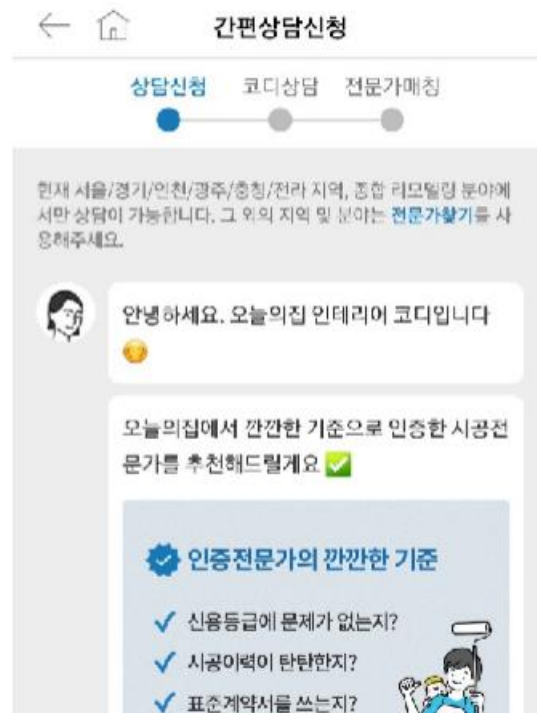 간편상담신청
상담신청 코디상담 전문가매칭
현재 서울/경기/인천/광주/충청/전라 지역, 종합 리모델링 분야에
서만 상담이 가능합니다. 그 외의 지역 및 분야는 전문가찾기를 사
용해주세요.
안녕하세요. 오늘의집 인테리어 코디입니다
오늘의집에서 깐깐한 기준으로 인증한 시공전
문가를 추천해드릴게요 ✅
인증전문가의 깐깐한 기준
✓ 신용등급에 문제가 없는지?
✓ 시공이력이 탄탄한지?
✓ 표준계약서를 쓰는지?